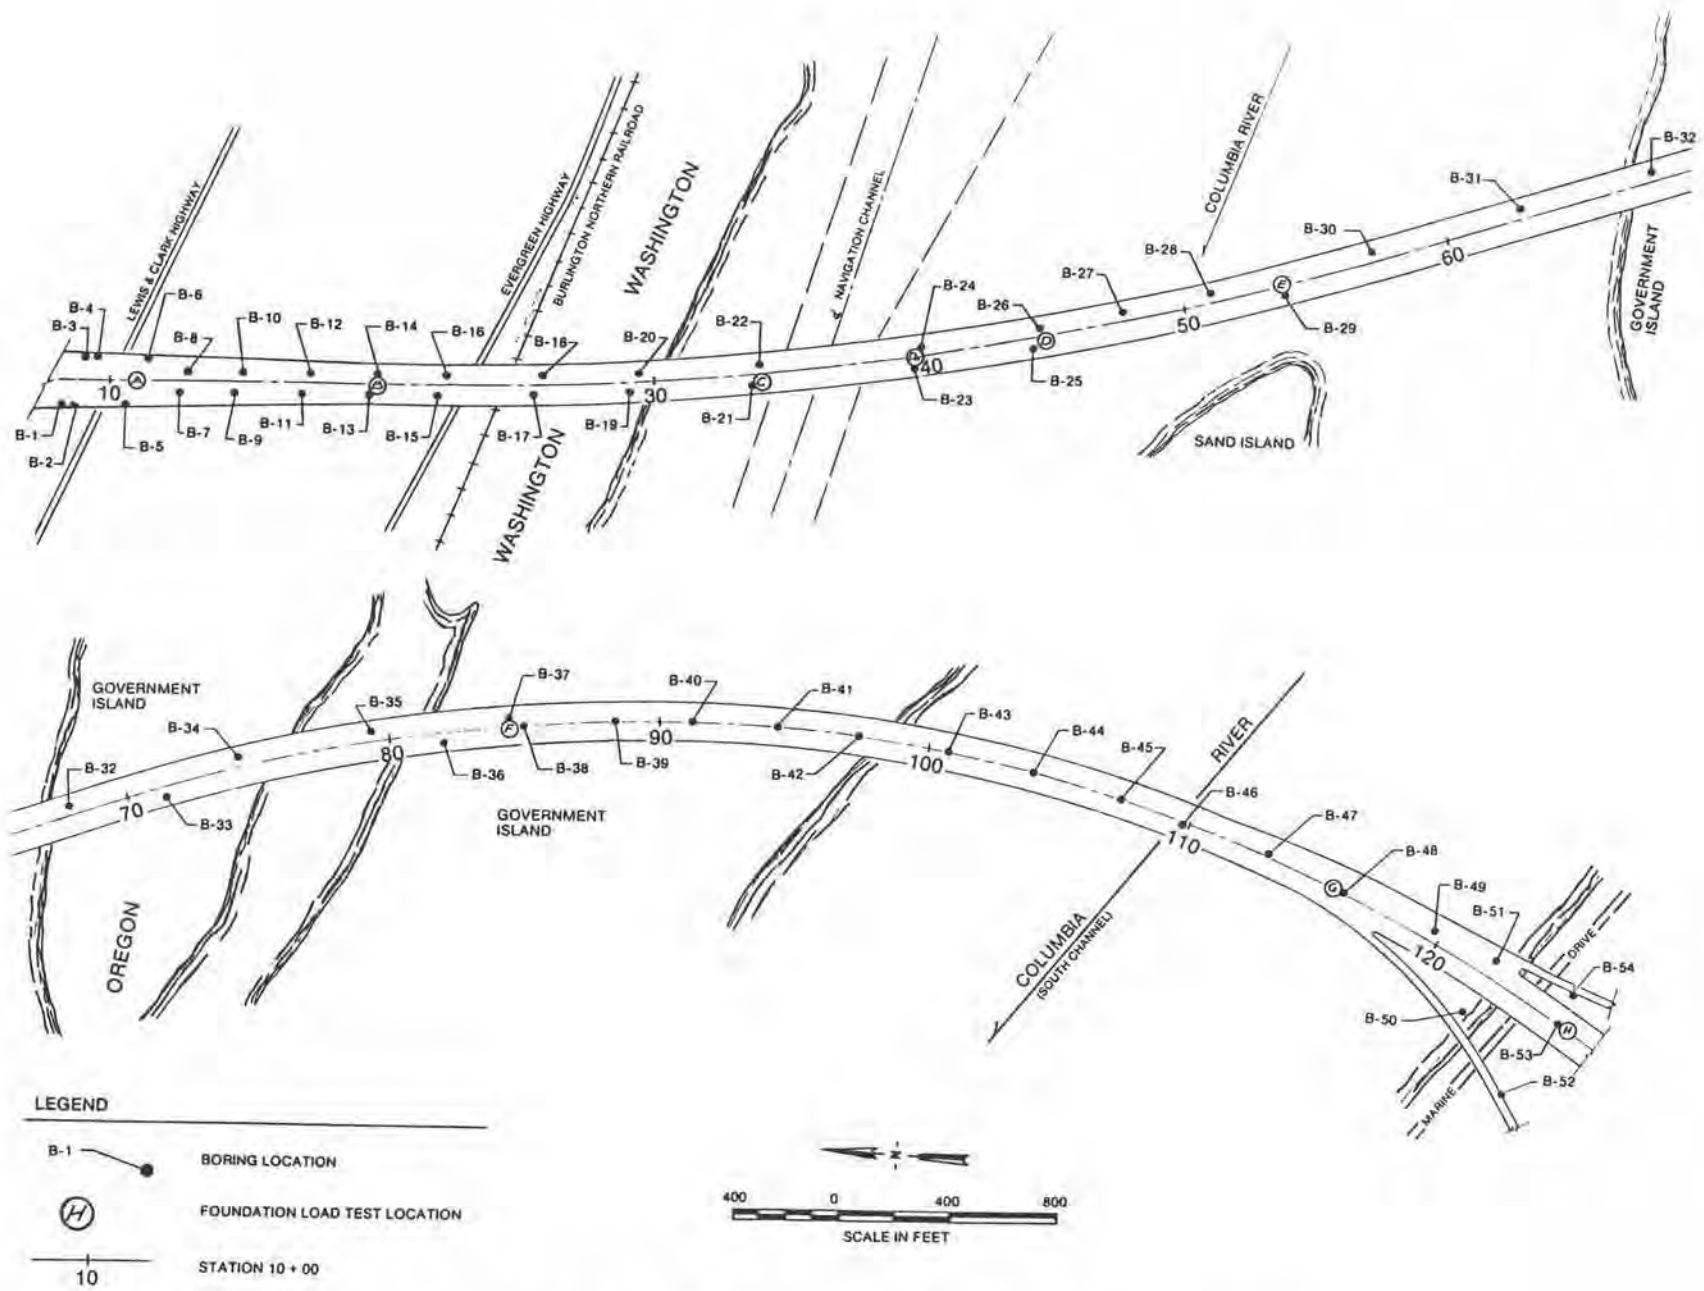 LEWIS & CLARK HIGHWAY
EVERGREEN HIGHWAY
BURLINGTON NORTHERN RAILROAD
WASHINGTON
NAVIGATION CHANNEL
COLUMBIA RIVER
B-32
B-31
B-30
B-28
B-27
B-26
B-24
B-22
B-20
B-18
B-16
B-14
B-12
B-10
B-8
B-6
B-4
B-3
GOVERNMENT
ISLAND
10
A
B
30
C
40
D
50
E
60
B-1
B-2
B-5
B-7
B-9
B-11
B-13
B-15
B-17
B-19
B-21
B-23
B-25
B-29
SAND ISLAND
WASHINGTON
GOVERNMENT
ISLAND
B-32
B-34
B-35
B-37
B-40
B-41
B-43
B-44
B-45
RIVER
B-46
B-47
B-48
B-49
B-51
DRIVE
B-54
70
80
F
90
100
110
G
120
H
B-33
B-36
B-38
B-39
B-42
GOVERNMENT
ISLAND
OREGON
COLUMBIA
(SOUTH CHANNEL)
B-50
B-53
B-52
MARINE
LEGEND
B-1
BORING LOCATION
H
FOUNDATION LOAD TEST LOCATION
10
STATION 10 + 00
N
400 0 400 800
SCALE IN FEET